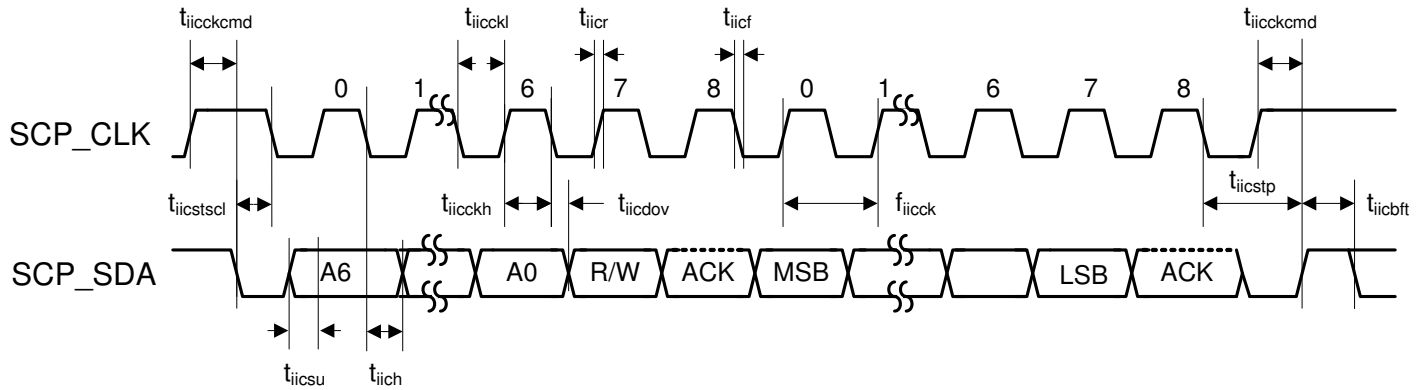 t_iicckcmd t_iicckl t_iicr t_iicf t_iicckcmd
0 1 6 7 8 0 1 6 7 8
SCP_CLK
t_iicstscl t_iicckh t_iicdov f_iicck t_iicstp t_iicbft
SCP_SDA A6 A0 R/W ACK MSB LSB ACK
t_iicsu t_iich